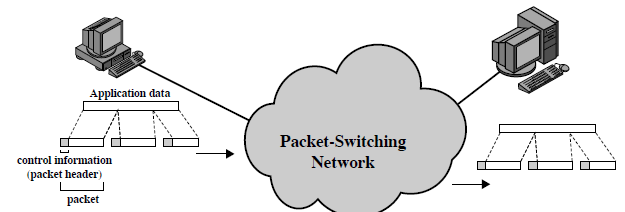 Application data
Packet-Switching
Network
control information
(packet header)
packet